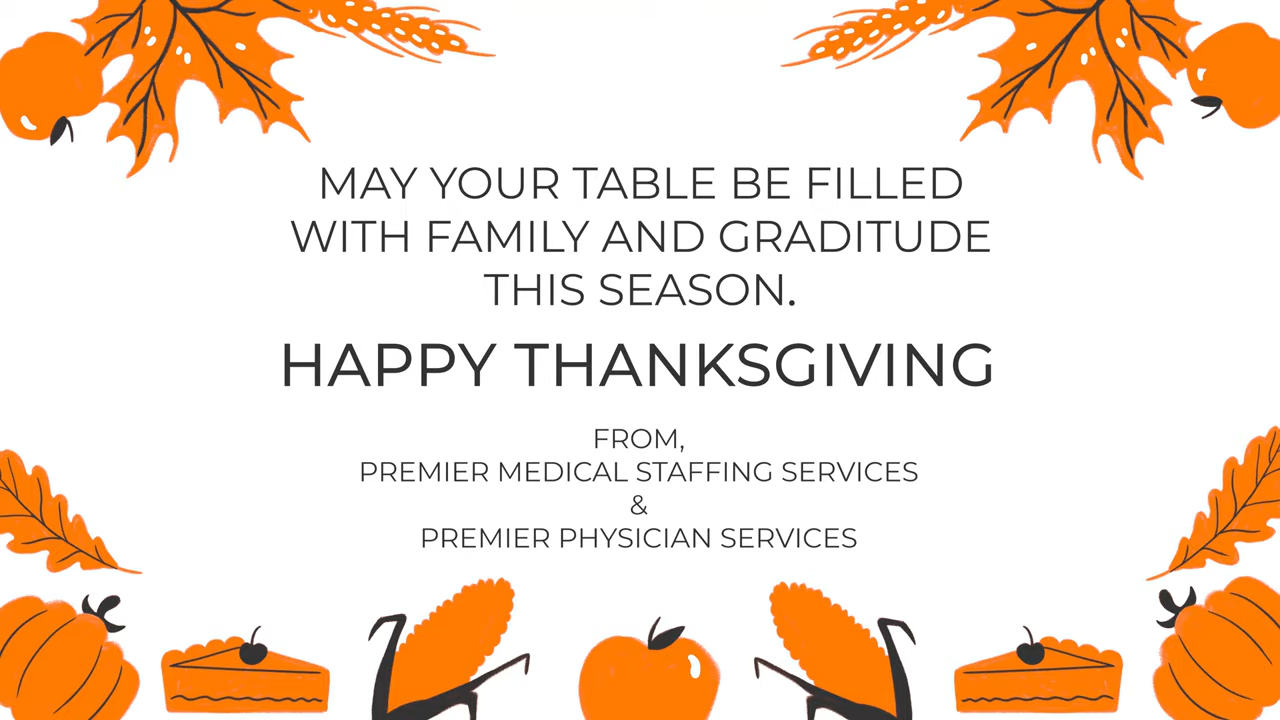 MAY YOUR TABLE BE FILLED
WITH FAMILY AND GRADITUDE
THIS SEASON.
HAPPY THANKSGIVING
FROM,
PREMIER MEDICAL STAFFING SERVICES
&
PREMIER PHYSICIAN SERVICES